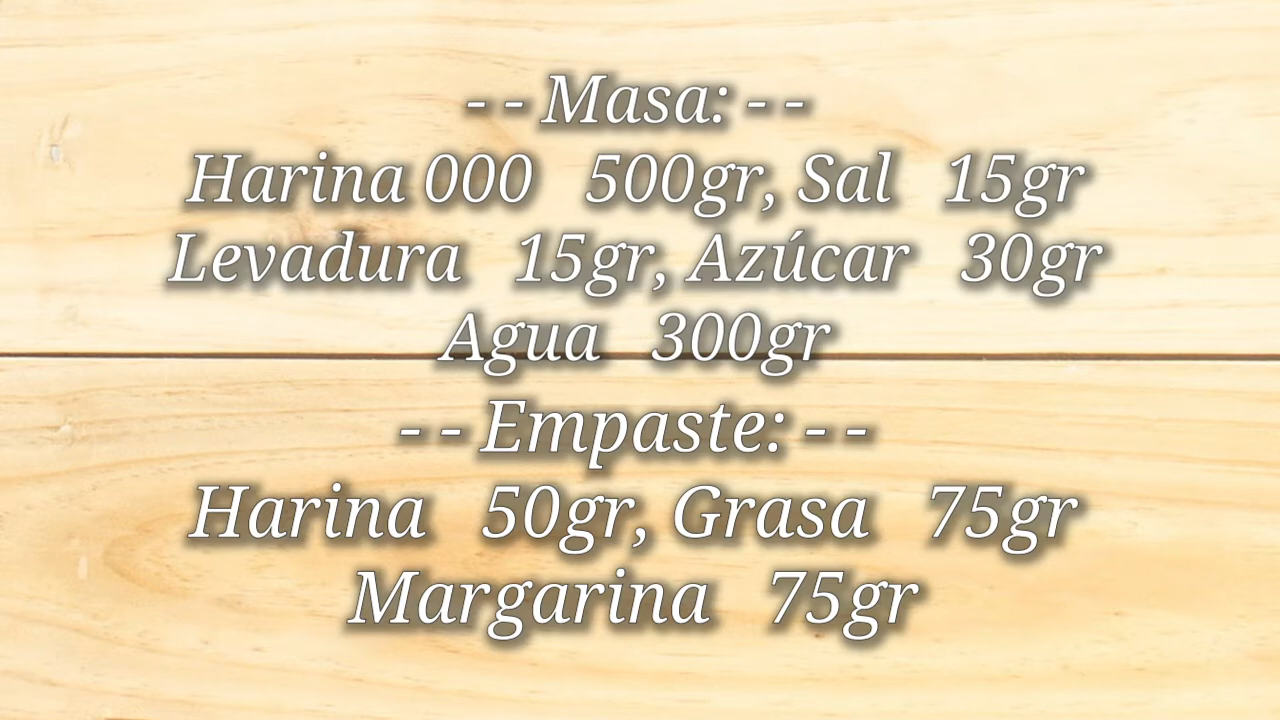 - - Masa: - -
Harina 000 500gr, Sal 15gr
Levadura 15gr, Azúcar 30gr
Agua 300gr
- - Empaste: - -
Harina 50gr, Grasa 75gr
Margarina 75gr